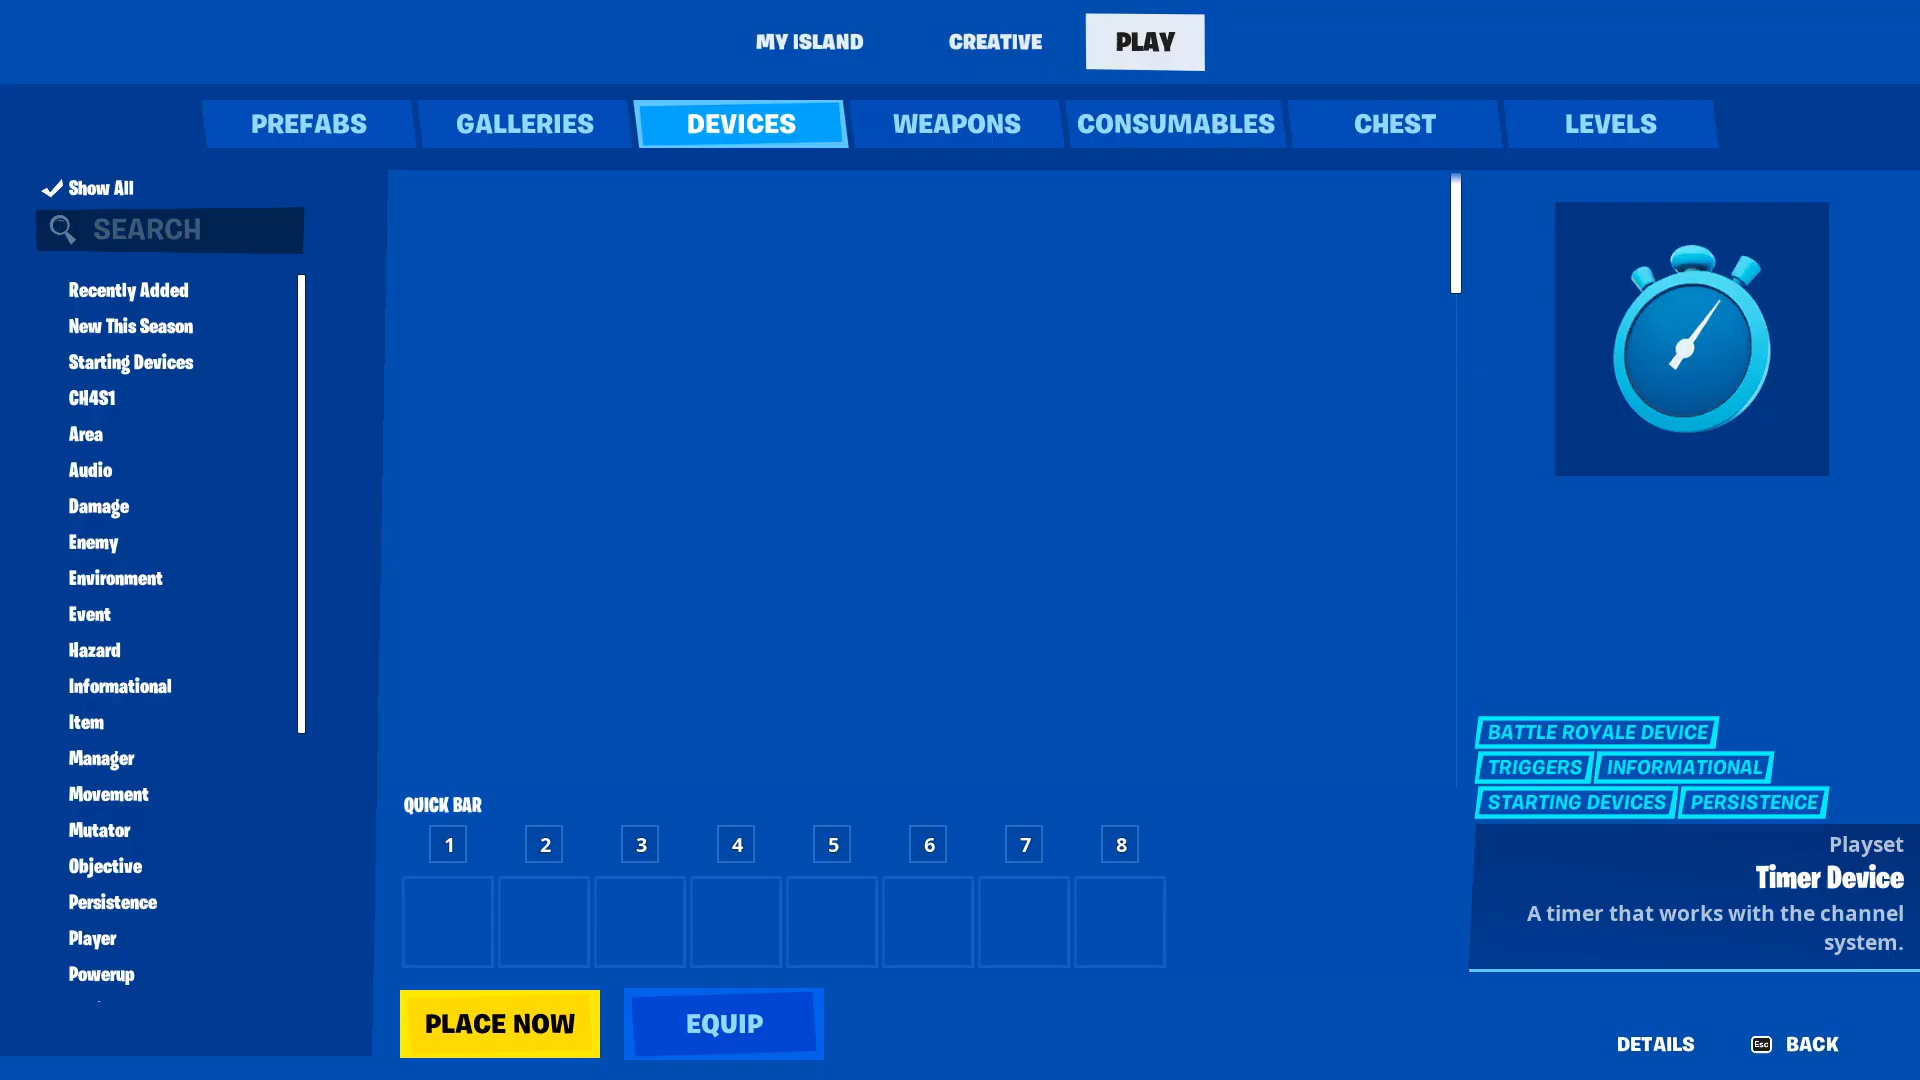 MY ISLAND
CREATIVE
PLAY
PREFABS
GALLERIES
DEVICES
WEAPONS
CONSUMABLES
CHEST
LEVELS
Show All
SEARCH
Recently Added
New This Season
Starting Devices
CH4S1
Area
Audio
Damage
Enemy
Environment
Event
Hazard
Informational
Item
Manager
Movement
Mutator
Objective
Persistence
Player
Powerup
QUICK BAR
1 2 3 4 5 6 7 8
PLACE NOW
EQUIP
BATTLE ROYALE DEVICE
TRIGGERS INFORMATIONAL
STARTING DEVICES PERSISTENCE
Playset
Timer Device
A timer that works with the channel
system.
DETAILS
Esc BACK